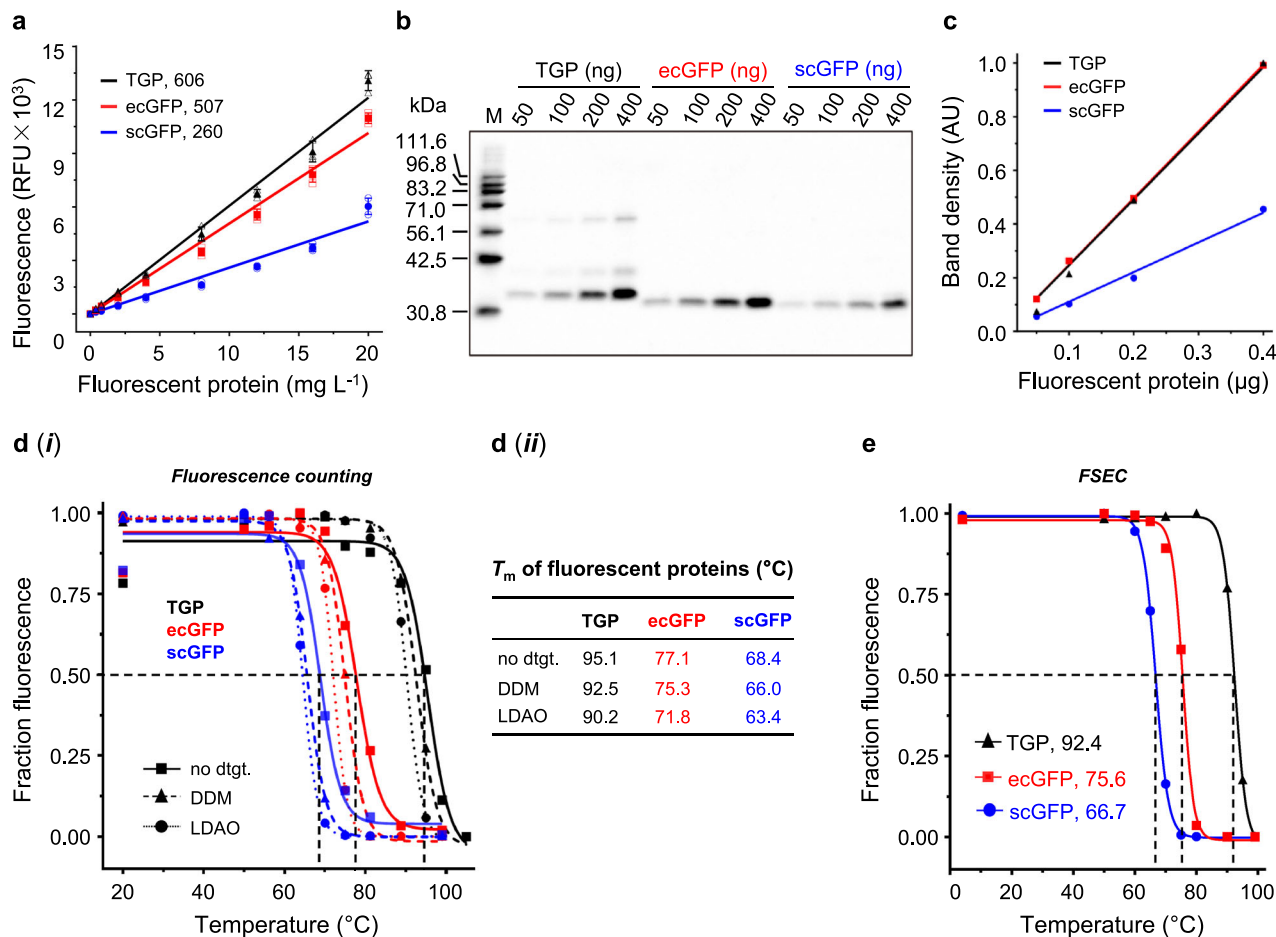 a
15
12
9
6
3
0
Fluorescence (RFU × 10³)
TGP, 606
ecGFP, 507
scGFP, 260
0 5 10 15 20
Fluorescent protein (mg L⁻¹)
b
TGP (ng) ecGFP (ng) scGFP (ng)
kDa M 50 100 200 400 50 100 200 400 50 100 200 400
111.6
96.8
83.2
71.0
56.1
42.5
30.8
c
1.0
0.8
0.6
0.4
0.2
0.0
Band density (AU)
TGP
ecGFP
scGFP
0.1 0.2 0.3 0.4
Fluorescent protein (µg)
d (i)
Fluorescence counting
1.00
0.75
0.50
0.25
0.00
Fraction fluorescence
TGP
ecGFP
scGFP
no dtgt.
DDM
LDAO
20 40 60 80 100
Temperature (°C)
d (ii)
Tm of fluorescent proteins (°C)
TGP ecGFP scGFP
no dtgt. 95.1 77.1 68.4
DDM 92.5 75.3 66.0
LDAO 90.2 71.8 63.4
e
FSEC
1.00
0.75
0.50
0.25
0.00
Fraction fluorescence
TGP, 92.4
ecGFP, 75.6
scGFP, 66.7
0 20 40 60 80 100
Temperature (°C)